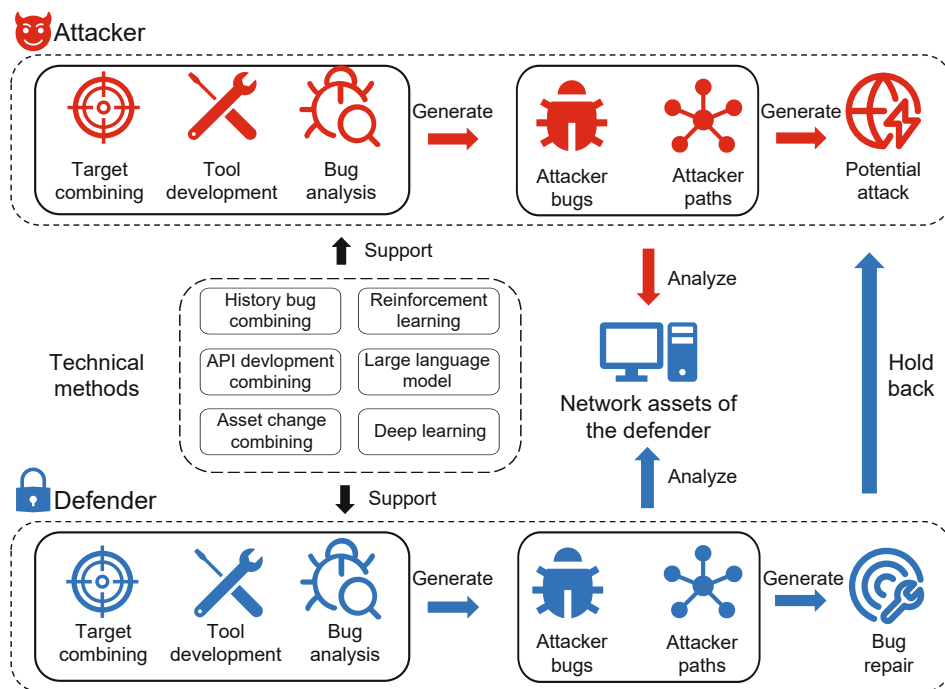 Attacker
Target
combining
Tool
development
Bug
analysis
Generate
Attacker
bugs
Attacker
paths
Generate
Potential
attack
Support
Analyze
Technical
methods
History bug
combining
Reinforcement
learning
API devlopment
combining
Large language
model
Asset change
combining
Deep learning
Network assets of
the defender
Hold
back
Support
Analyze
Defender
Target
combining
Tool
development
Bug
analysis
Generate
Attacker
bugs
Attacker
paths
Generate
Bug
repair